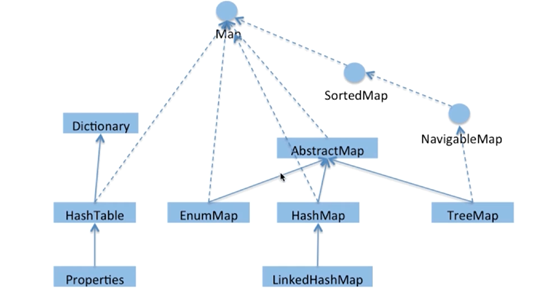 Map
SortedMap
Dictionary
NavigableMap
AbstractMap
HashTable
EnumMap
HashMap
TreeMap
Properties
LinkedHashMap